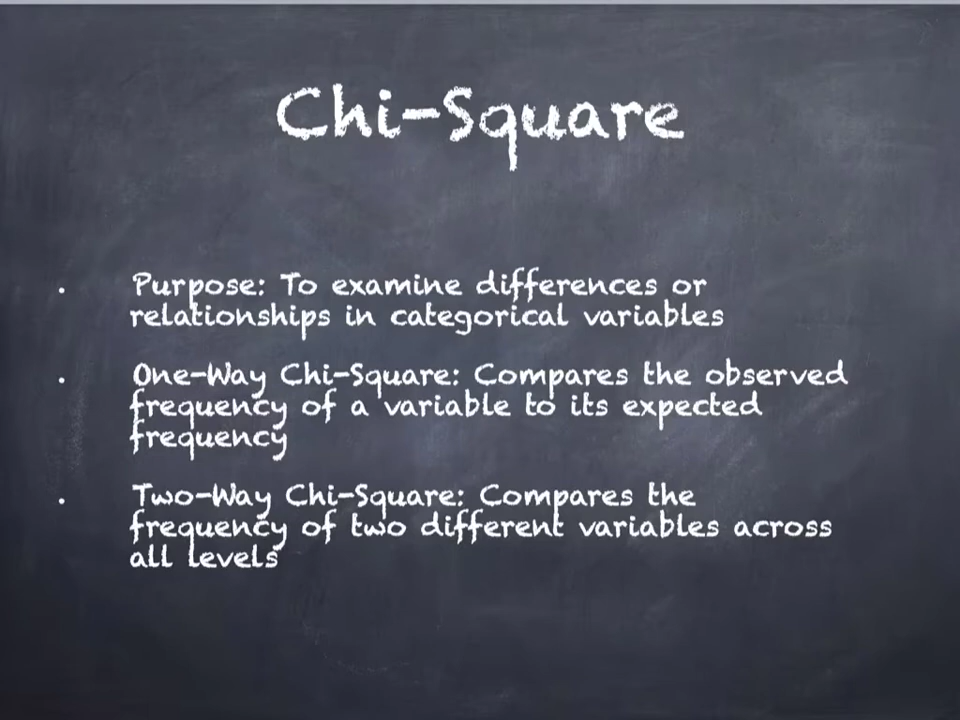 Chi-Square
. Purpose: To examine differences or
relationships in categorical variables
. One-Way Chi-Square: Compares the observed
frequency of a variable to its expected
frequency
. Two-Way Chi-Square: Compares the
frequency of two different variables across
all levels